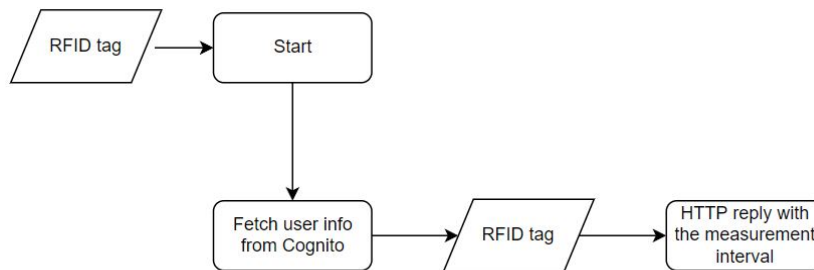 RFID tag
Start
Fetch user info
from Cognito
RFID tag
HTTP reply with
the measurement
interval